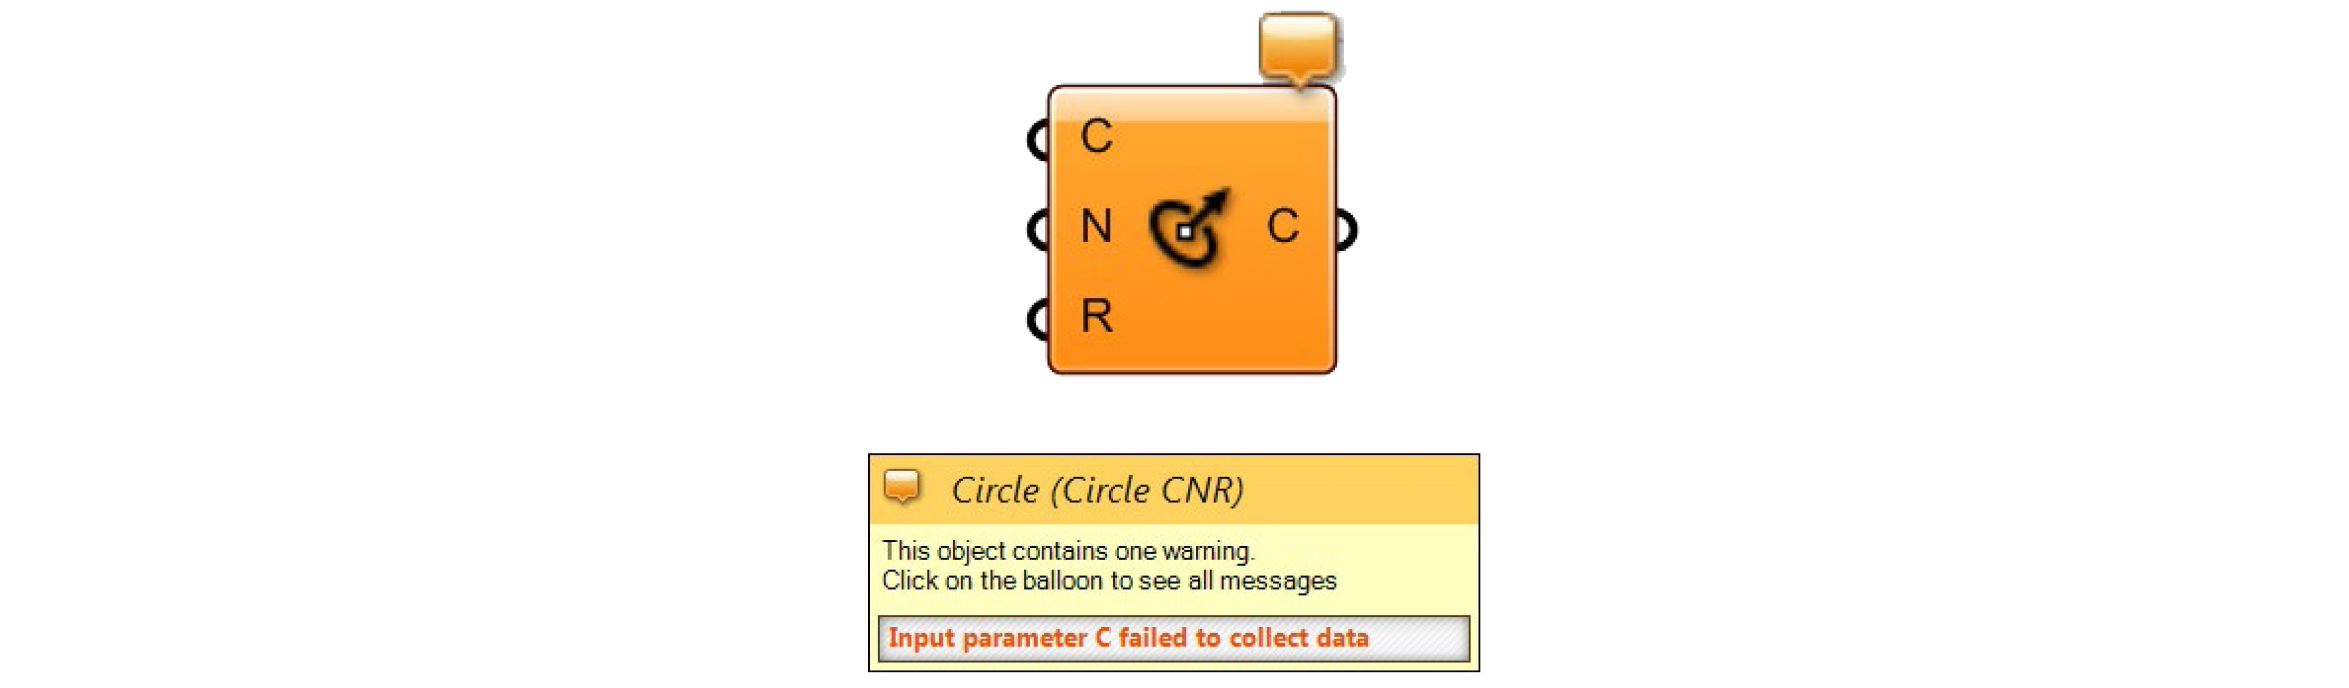 C
N
C
R
Circle (Circle CNR)
This object contains one warning.
Click on the balloon to see all messages
Input parameter C failed to collect data